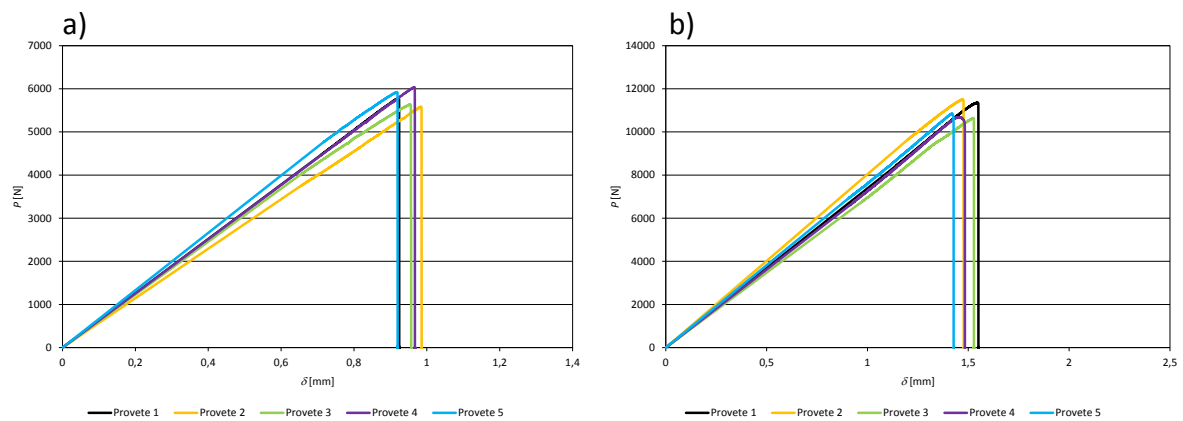 a)
7000
6000
5000
4000
3000
2000
1000
0
P [N]
0 0,2 0,4 0,6 0,8 1 1,2 1,4
δ [mm]
Provete 1 Provete 2 Provete 3 Provete 4 Provete 5
b)
14000
12000
10000
8000
6000
4000
2000
0
P [N]
0 0,5 1 1,5 2 2,5
δ [mm]
Provete 1 Provete 2 Provete 3 Provete 4 Provete 5